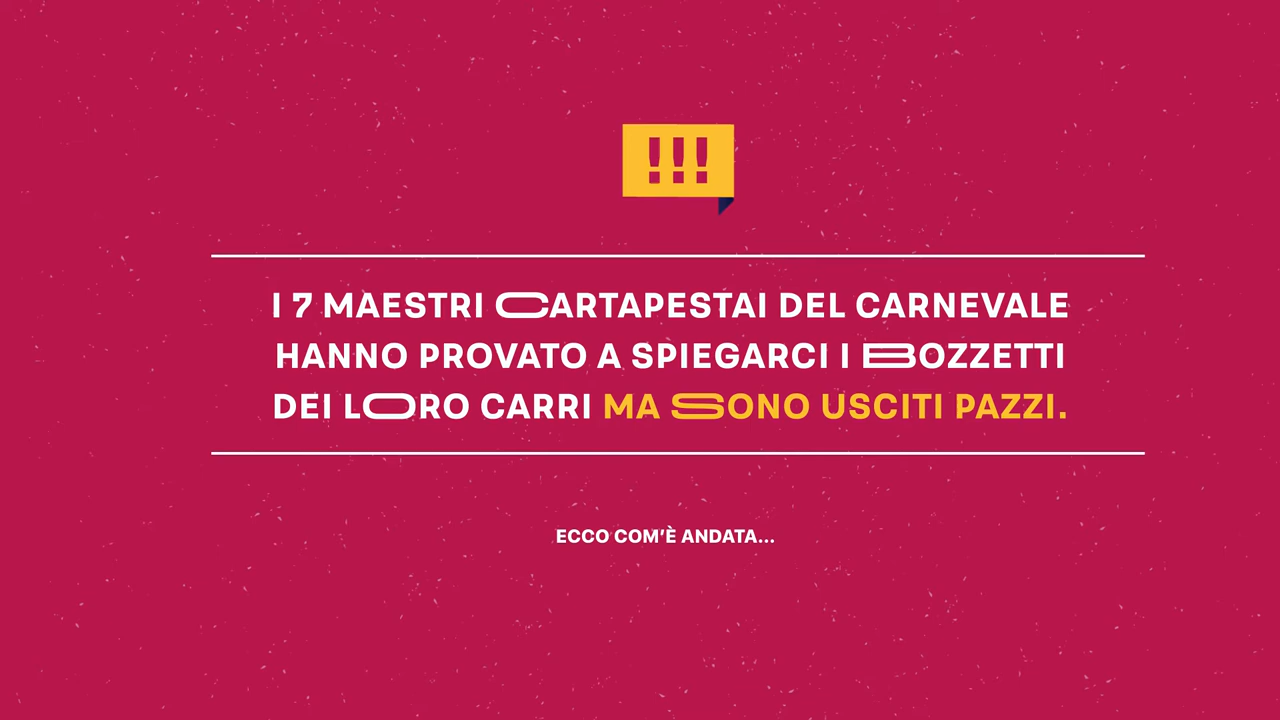 !!!
I 7 MAESTRI CARTAPESTAI DEL CARNEVALE
HANNO PROVATO A SPIEGARCI I BOZZETTI
DEI LORO CARRI MA SONO USCITI PAZZI.
ECCO COM'È ANDATA...